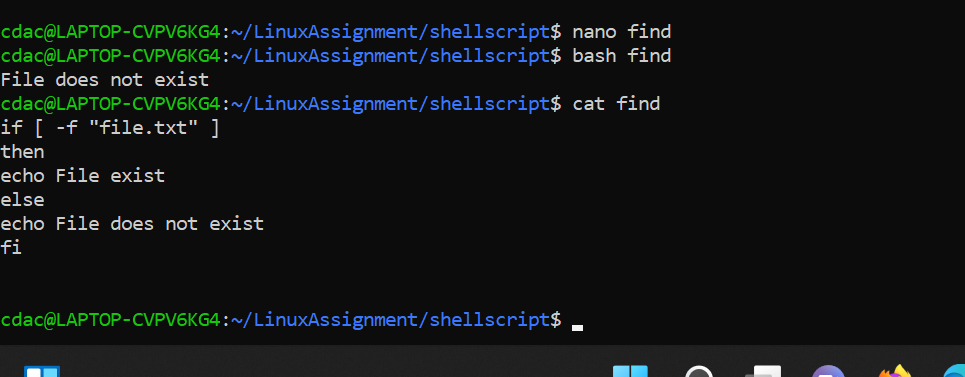 cdac@LAPTOP-CVPV6KG4:~/LinuxAssignment/shellscript$ nano find
cdac@LAPTOP-CVPV6KG4:~/LinuxAssignment/shellscript$ bash find
File does not exist
cdac@LAPTOP-CVPV6KG4:~/LinuxAssignment/shellscript$ cat find
if [ -f "file.txt" ]
then
echo File exist
else
echo File does not exist
fi
cdac@LAPTOP-CVPV6KG4:~/LinuxAssignment/shellscript$